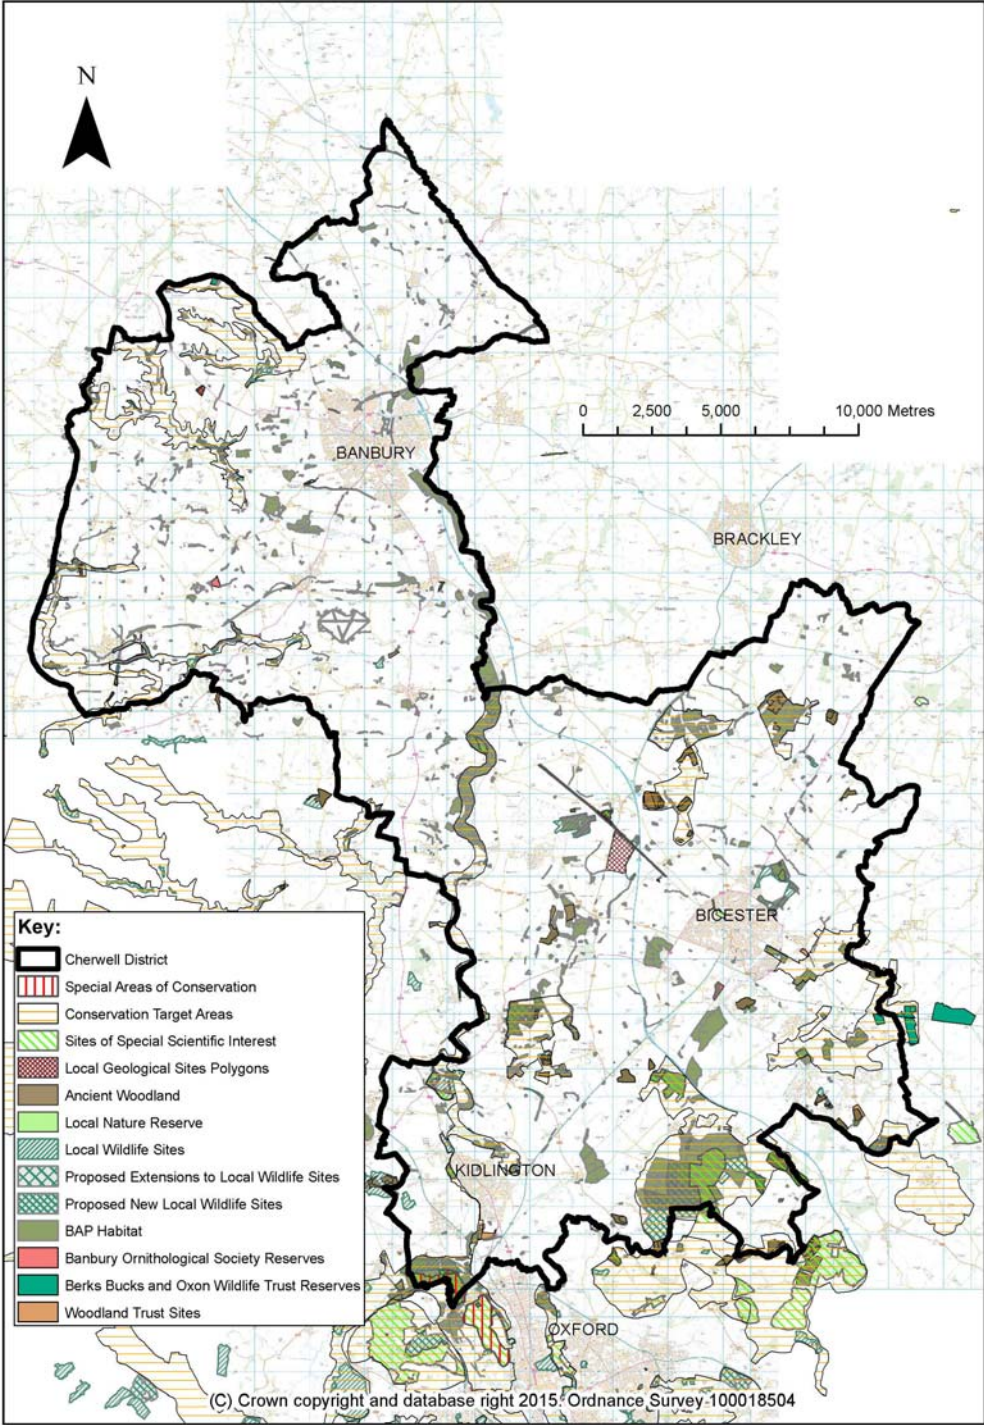 N
0 2,500 5,000 10,000 Metres
BANBURY
BRACKLEY
BICESTER
KIDLINGTON
OXFORD
Key:
Cherwell District
Special Areas of Conservation
Conservation Target Areas
Sites of Special Scientific Interest
Local Geological Sites Polygons
Ancient Woodland
Local Nature Reserve
Local Wildlife Sites
Proposed Extensions to Local Wildlife Sites
Proposed New Local Wildlife Sites
BAP Habitat
Banbury Ornithological Society Reserves
Berks Bucks and Oxon Wildlife Trust Reserves
Woodland Trust Sites
(C) Crown copyright and database right 2015. Ordnance Survey 100018504